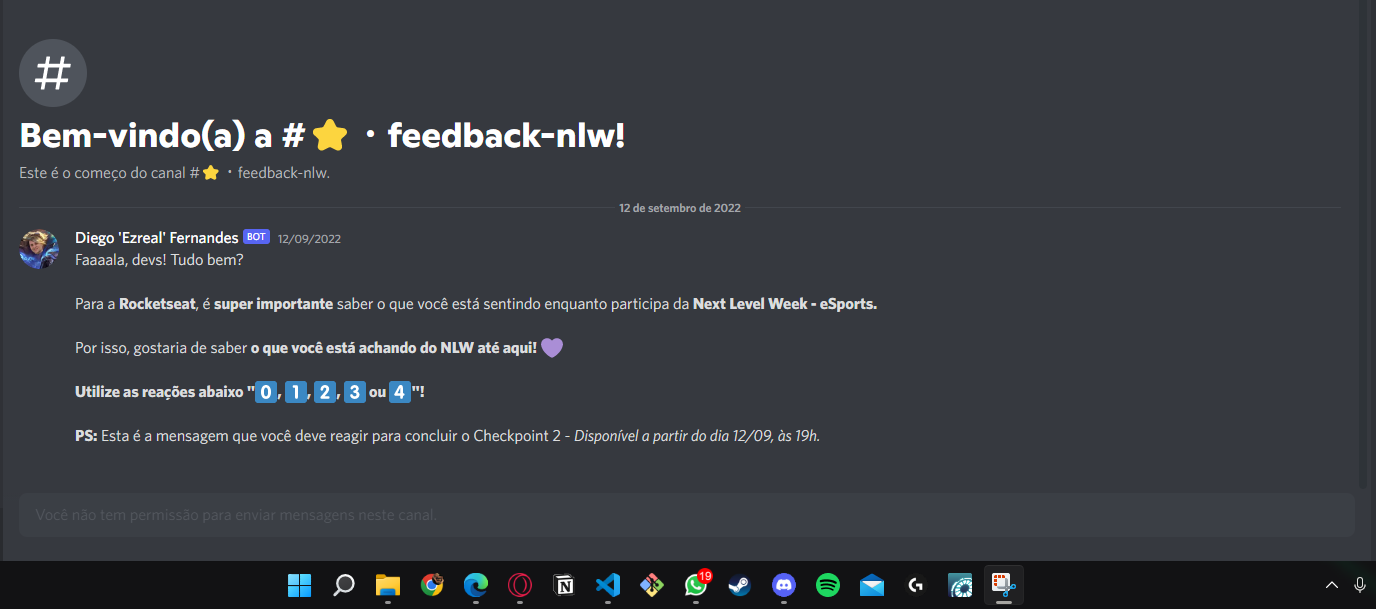 #
Bem-vindo(a) a #⭐・feedback-nlw!
Este é o começo do canal #⭐・feedback-nlw.
12 de setembro de 2022
Diego 'Ezreal' Fernandes BOT 12/09/2022
Faaaala, devs! Tudo bem?
Para a Rocketseat, é super importante saber o que você está sentindo enquanto participa da Next Level Week - eSports.
Por isso, gostaria de saber o que você está achando do NLW até aqui! 💜
Utilize as reações abaixo "0️⃣, 1️⃣, 2️⃣, 3️⃣ ou 4️⃣"!
PS: Esta é a mensagem que você deve reagir para concluir o Checkpoint 2 - Disponível a partir do dia 12/09, às 19h.
Você não tem permissão para enviar mensagens neste canal.
19